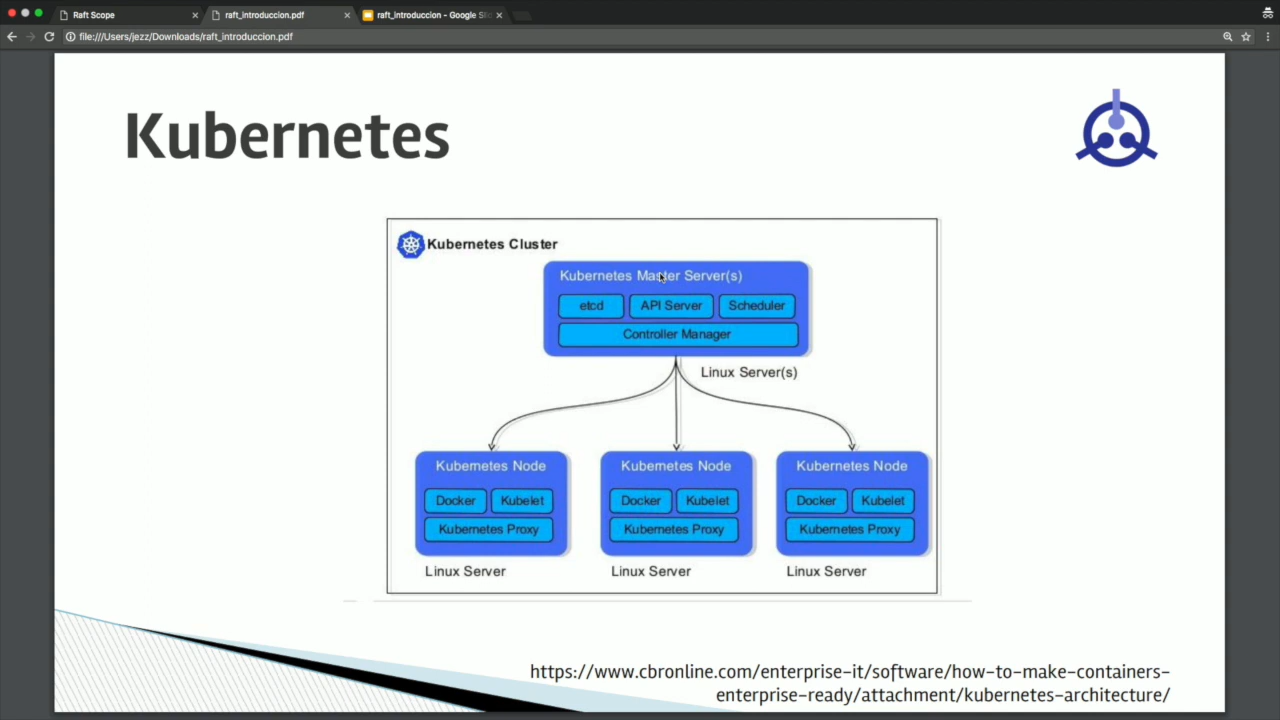 Raft Scope
raft_introduccion.pdf
raft_introduccion - Google Sli
file:///Users/jezz/Downloads/raft_introduccion.pdf
Kubernetes
Kubernetes Cluster
Kubernetes Master Server(s)
etcd API Server Scheduler
Controller Manager
Linux Server(s)
Kubernetes Node Kubernetes Node Kubernetes Node
Docker Kubelet Docker Kubelet Docker Kubelet
Kubernetes Proxy Kubernetes Proxy Kubernetes Proxy
Linux Server Linux Server Linux Server
https://www.cbronline.com/enterprise-it/software/how-to-make-containers-
enterprise-ready/attachment/kubernetes-architecture/